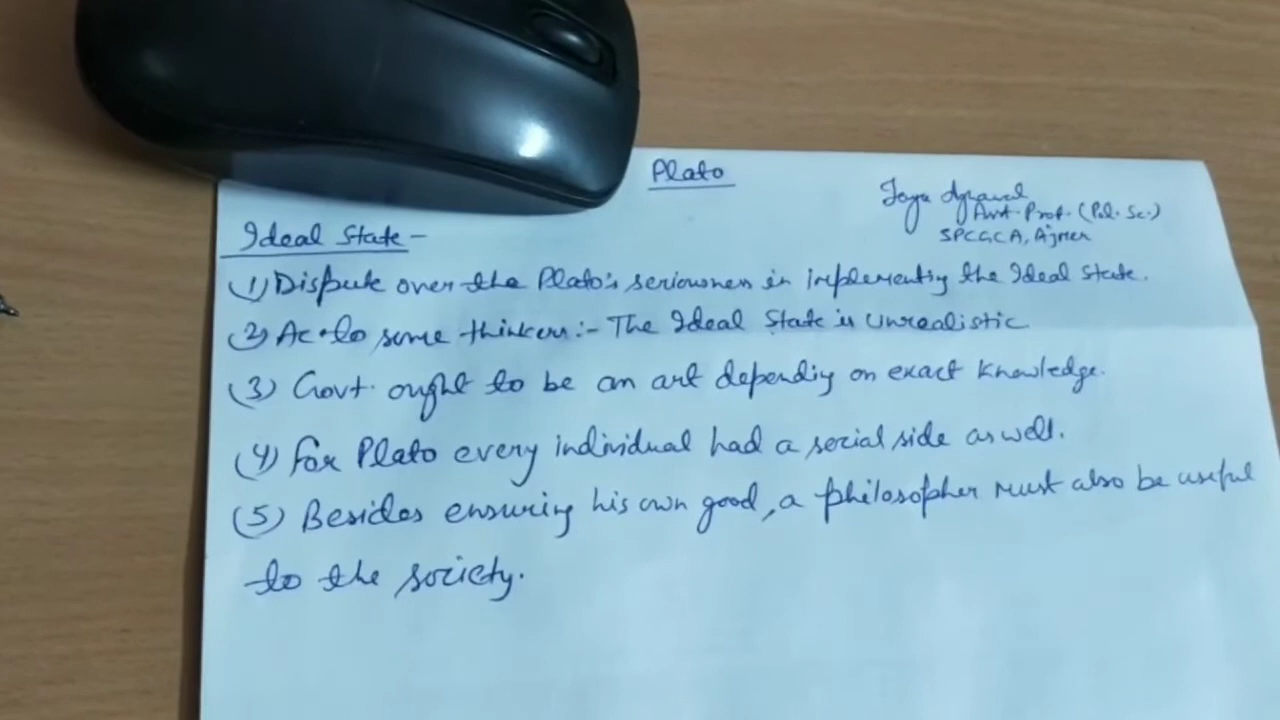 Plato
Jaya Agrawal
Asst. Prof. (Pol. Sc.)
SPCGCA, Ajmer
Ideal State -
(1) Dispute over the Plato's seriousness in implementing the Ideal State.
(2) Ac. to some thinkers:- The Ideal State is Unrealistic
(3) Govt. ought to be an art depending on exact knowledge.
(4) For Plato every individual had a social side as well.
(5) Besides ensuring his own good, a philosopher must also be useful
to the society.